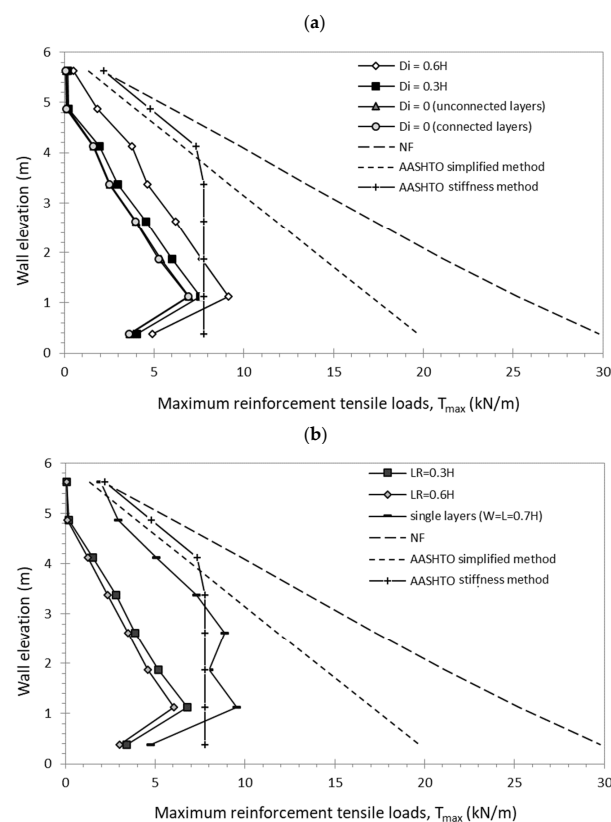 (a)
6
5
4
3
2
1
0
Wall elevation (m)
Di = 0.6H
Di = 0.3H
Di = 0 (unconnected layers)
Di = 0 (connected layers)
NF
AASHTO simplified method
AASHTO stiffness method
0 5 10 15 20 25 30
Maximum reinforcement tensile loads, Tmax (kN/m)
(b)
6
5
4
3
2
1
0
Wall elevation (m)
LR=0.3H
LR=0.6H
single layers (W=L=0.7H)
NF
AASHTO simplified method
AASHTO stiffness method
0 5 10 15 20 25 30
Maximum reinforcement tensile loads, Tmax (kN/m)